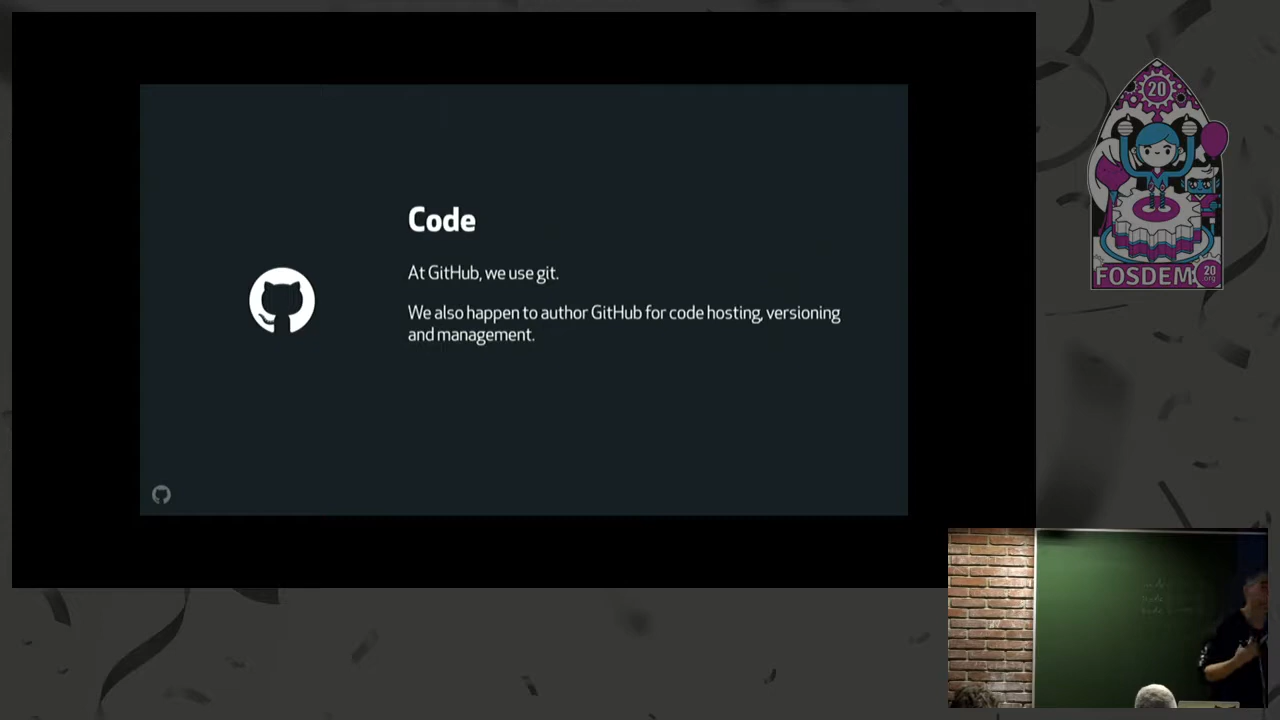 Code
At GitHub, we use git.
We also happen to author GitHub for code hosting, versioning
and management.
20
FOSDEM
20
.org